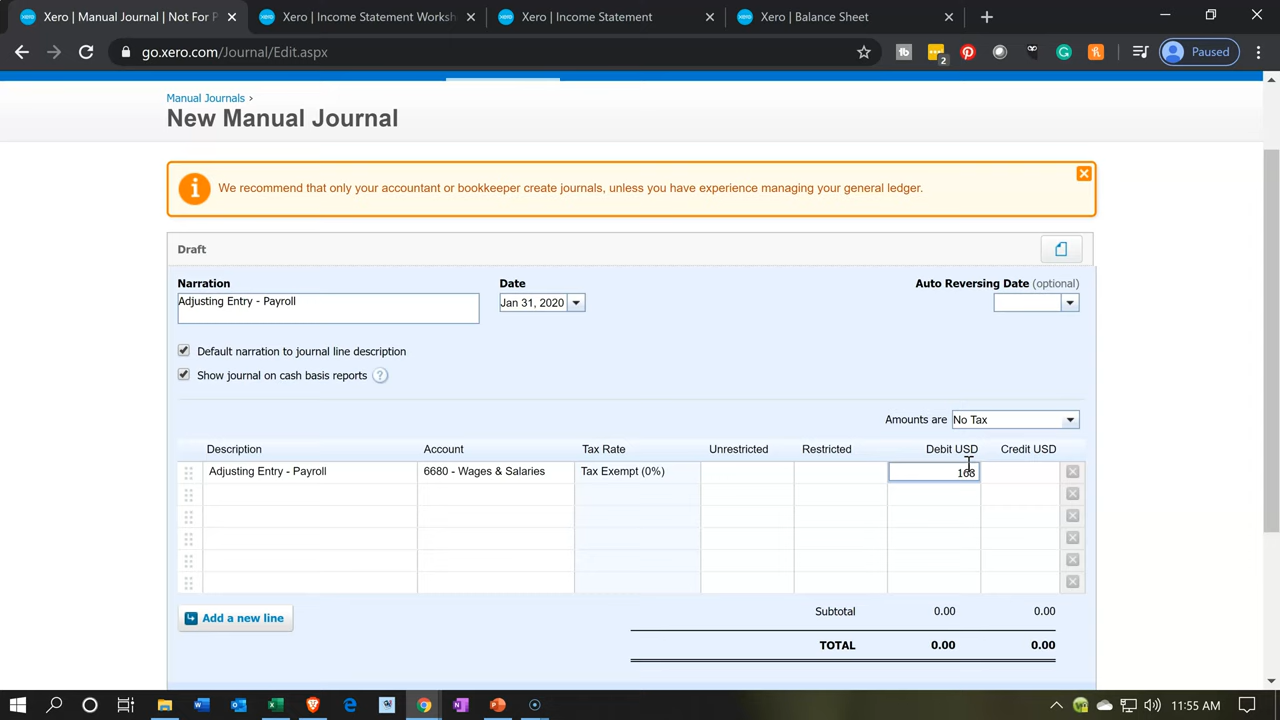 Xero | Manual Journal | Not For P
Xero | Income Statement Worksh
Xero | Income Statement
Xero | Balance Sheet
go.xero.com/Journal/Edit.aspx
Paused
Manual Journals ›
New Manual Journal
We recommend that only your accountant or bookkeeper create journals, unless you have experience managing your general ledger.
Draft
Narration
Date
Auto Reversing Date (optional)
Adjusting Entry - Payroll
Jan 31, 2020
Default narration to journal line description
Show journal on cash basis reports ?
Amounts are No Tax
Description Account Tax Rate Unrestricted Restricted Debit USD Credit USD
Adjusting Entry - Payroll 6680 - Wages & Salaries Tax Exempt (0%)
Add a new line
Subtotal 0.00 0.00
TOTAL 0.00 0.00
11:55 AM